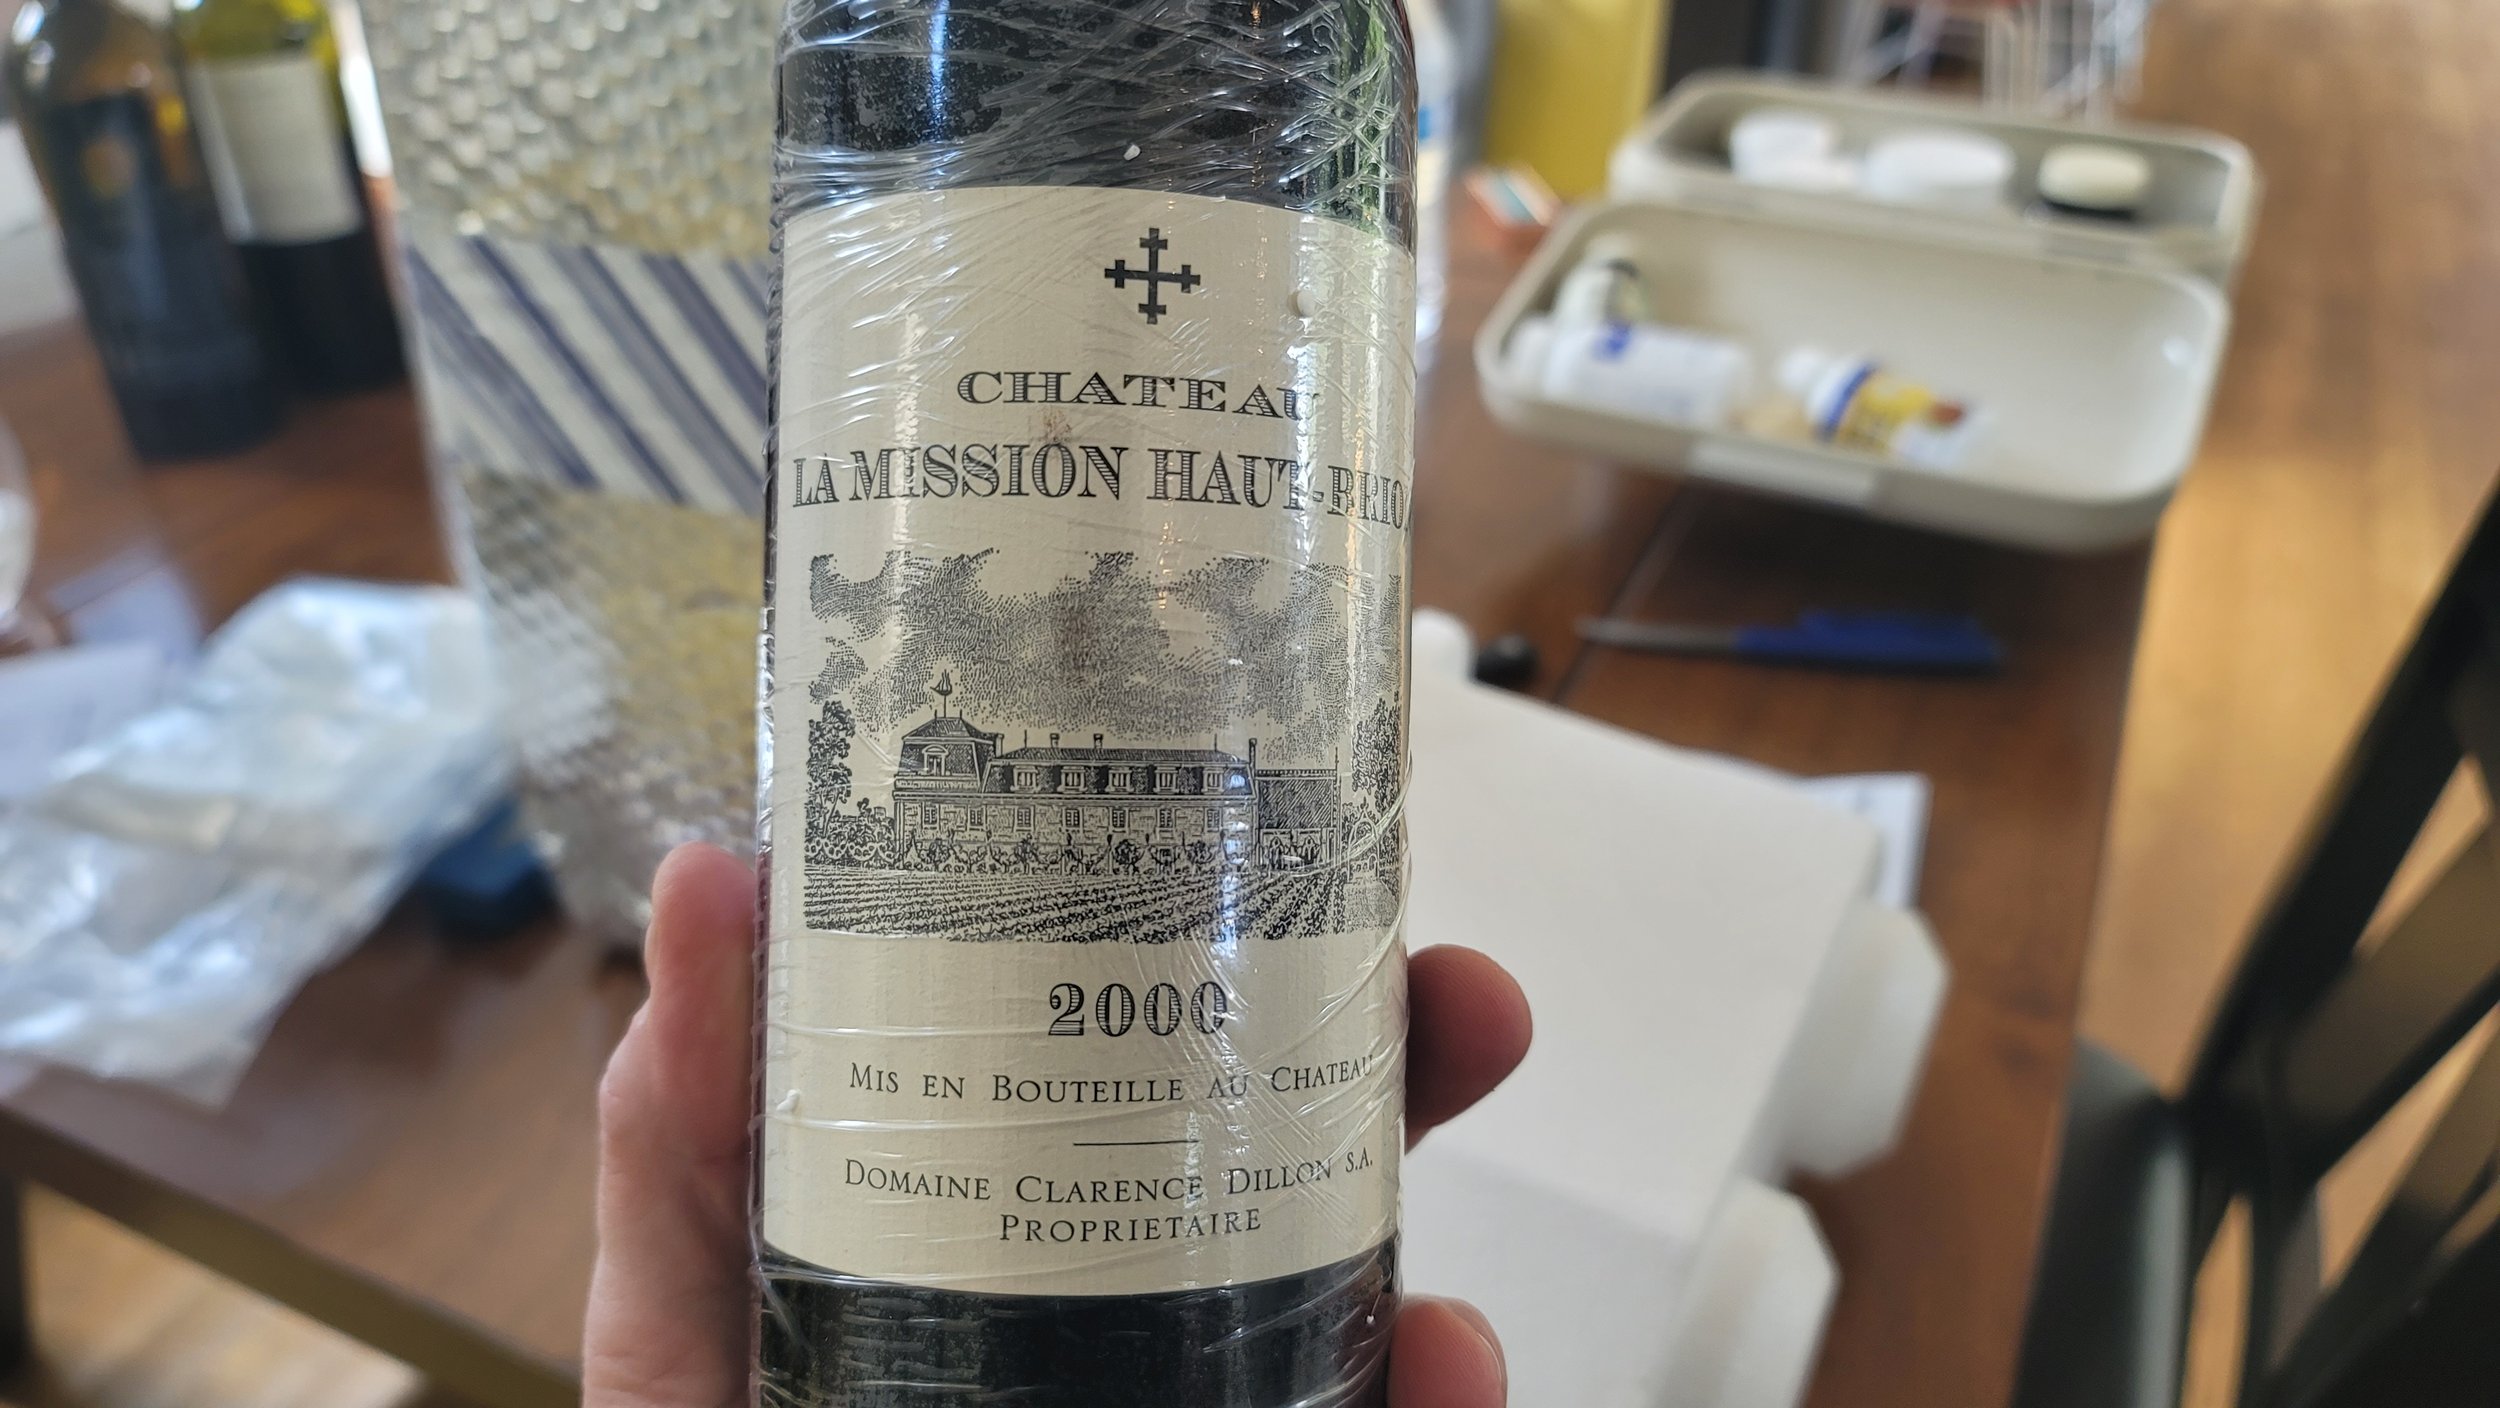 CHATEAU
LA MISSION HAUT-BRION
2000
MIS EN BOUTEILLE AU CHATEAU
DOMAINE CLARENCE DILLON S.A.
PROPRIETAIRE